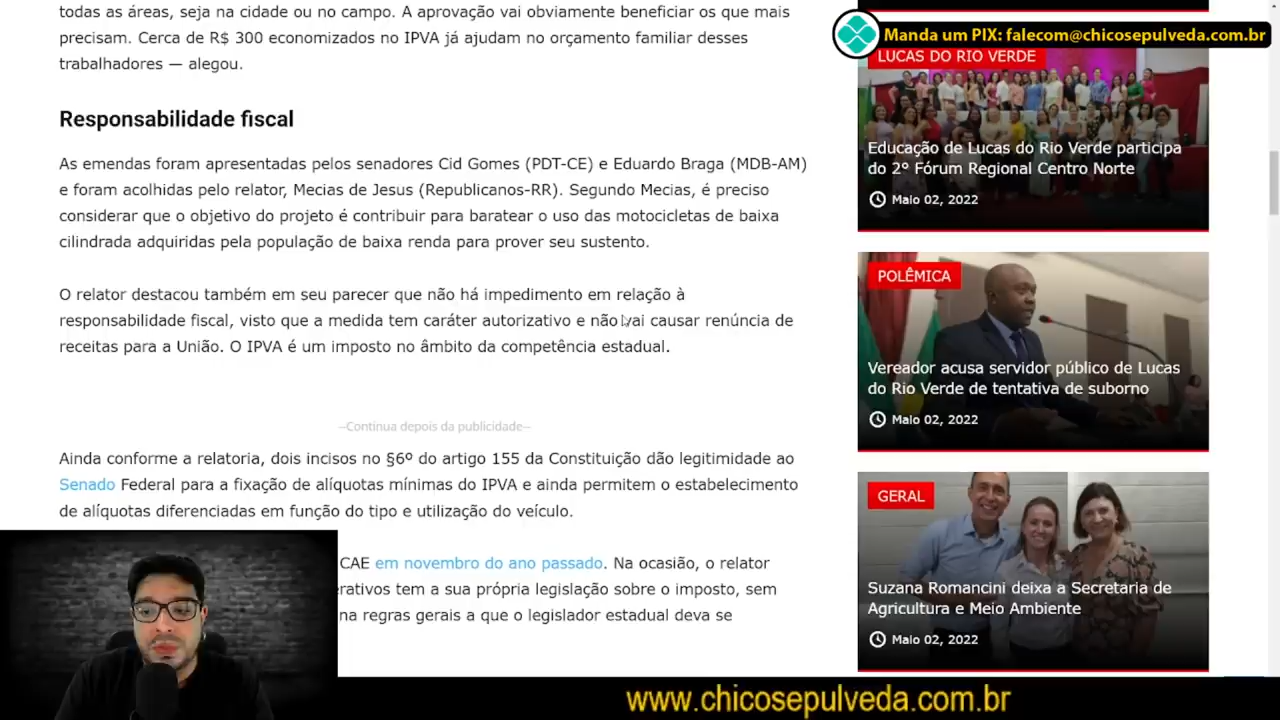 todas as áreas, seja na cidade ou no campo. A aprovação vai obviamente beneficiar os que mais
precisam. Cerca de R$ 300 economizados no IPVA já ajudam no orçamento familiar desses
trabalhadores — alegou.
Responsabilidade fiscal
As emendas foram apresentadas pelos senadores Cid Gomes (PDT-CE) e Eduardo Braga (MDB-AM)
e foram acolhidas pelo relator, Mecias de Jesus (Republicanos-RR). Segundo Mecias, é preciso
considerar que o objetivo do projeto é contribuir para baratear o uso das motocicletas de baixa
cilindrada adquiridas pela população de baixa renda para prover seu sustento.
O relator destacou também em seu parecer que não há impedimento em relação à
responsabilidade fiscal, visto que a medida tem caráter autorizativo e não vai causar renúncia de
receitas para a União. O IPVA é um imposto no âmbito da competência estadual.
--Continua depois da publicidade--
Ainda conforme a relatoria, dois incisos no §6º do artigo 155 da Constituição dão legitimidade ao
Senado Federal para a fixação de alíquotas mínimas do IPVA e ainda permitem o estabelecimento
de alíquotas diferenciadas em função do tipo e utilização do veículo.
CAE em novembro do ano passado. Na ocasião, o relator
erativos tem a sua própria legislação sobre o imposto, sem
na regras gerais a que o legislador estadual deva se
Manda um PIX: falecom@chicosepulveda.com.br
LUCAS DO RIO VERDE
Educação de Lucas do Rio Verde participa
do 2° Fórum Regional Centro Norte
Maio 02, 2022
POLÊMICA
Vereador acusa servidor público de Lucas
do Rio Verde de tentativa de suborno
Maio 02, 2022
GERAL
Suzana Romancini deixa a Secretaria de
Agricultura e Meio Ambiente
Maio 02, 2022
www.chicosepulveda.com.br